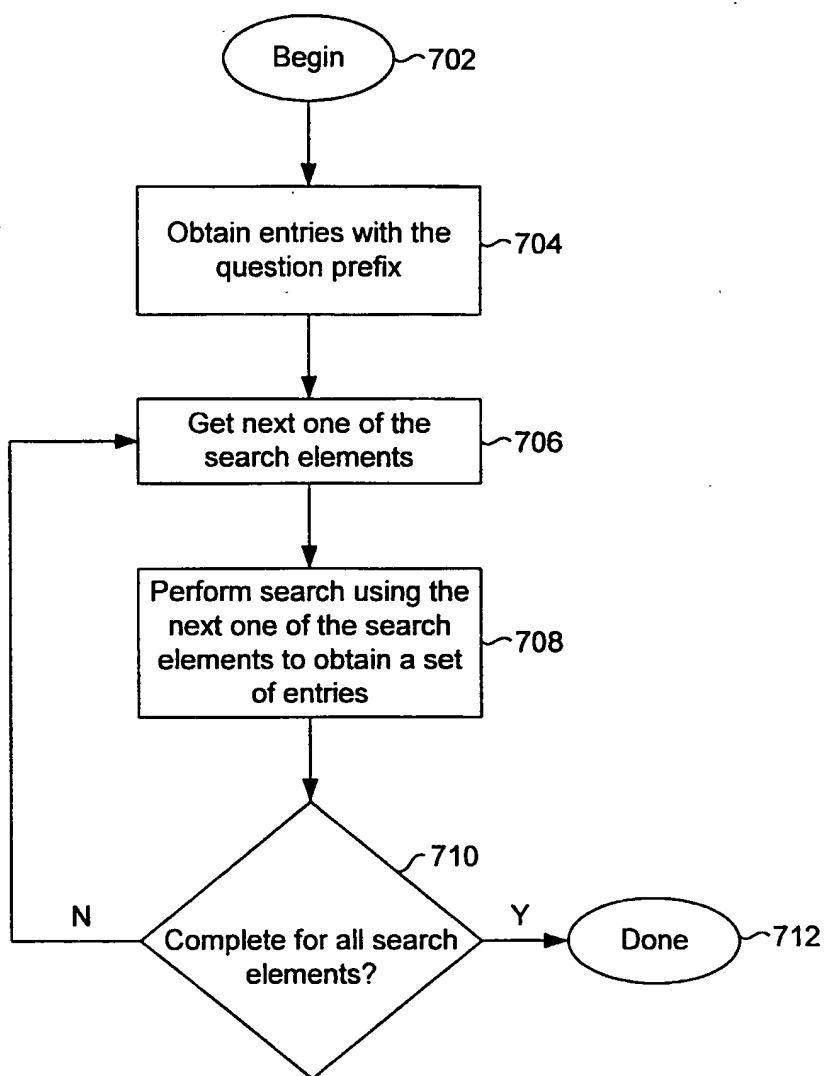 Begin
702
Obtain entries with the
question prefix
704
Get next one of the
search elements
706
Perform search using the
next one of the search
elements to obtain a set
of entries
708
710
N
Complete for all search
elements?
Y
Done
712